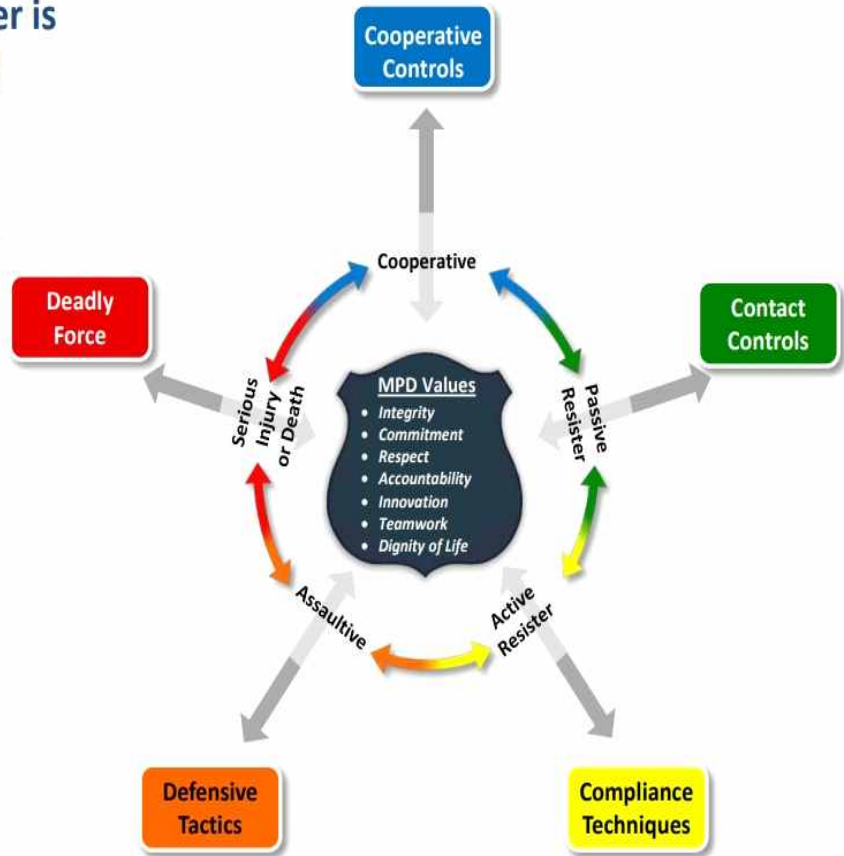 er is
Cooperative
Controls
Cooperative
Deadly
Force
Contact
Controls
Serious
Injury
or Death
Passive
Resister
MPD Values
• Integrity
• Commitment
• Respect
• Accountability
• Innovation
• Teamwork
• Dignity of Life
Assaultive
Active
Resister
Defensive
Tactics
Compliance
Techniques